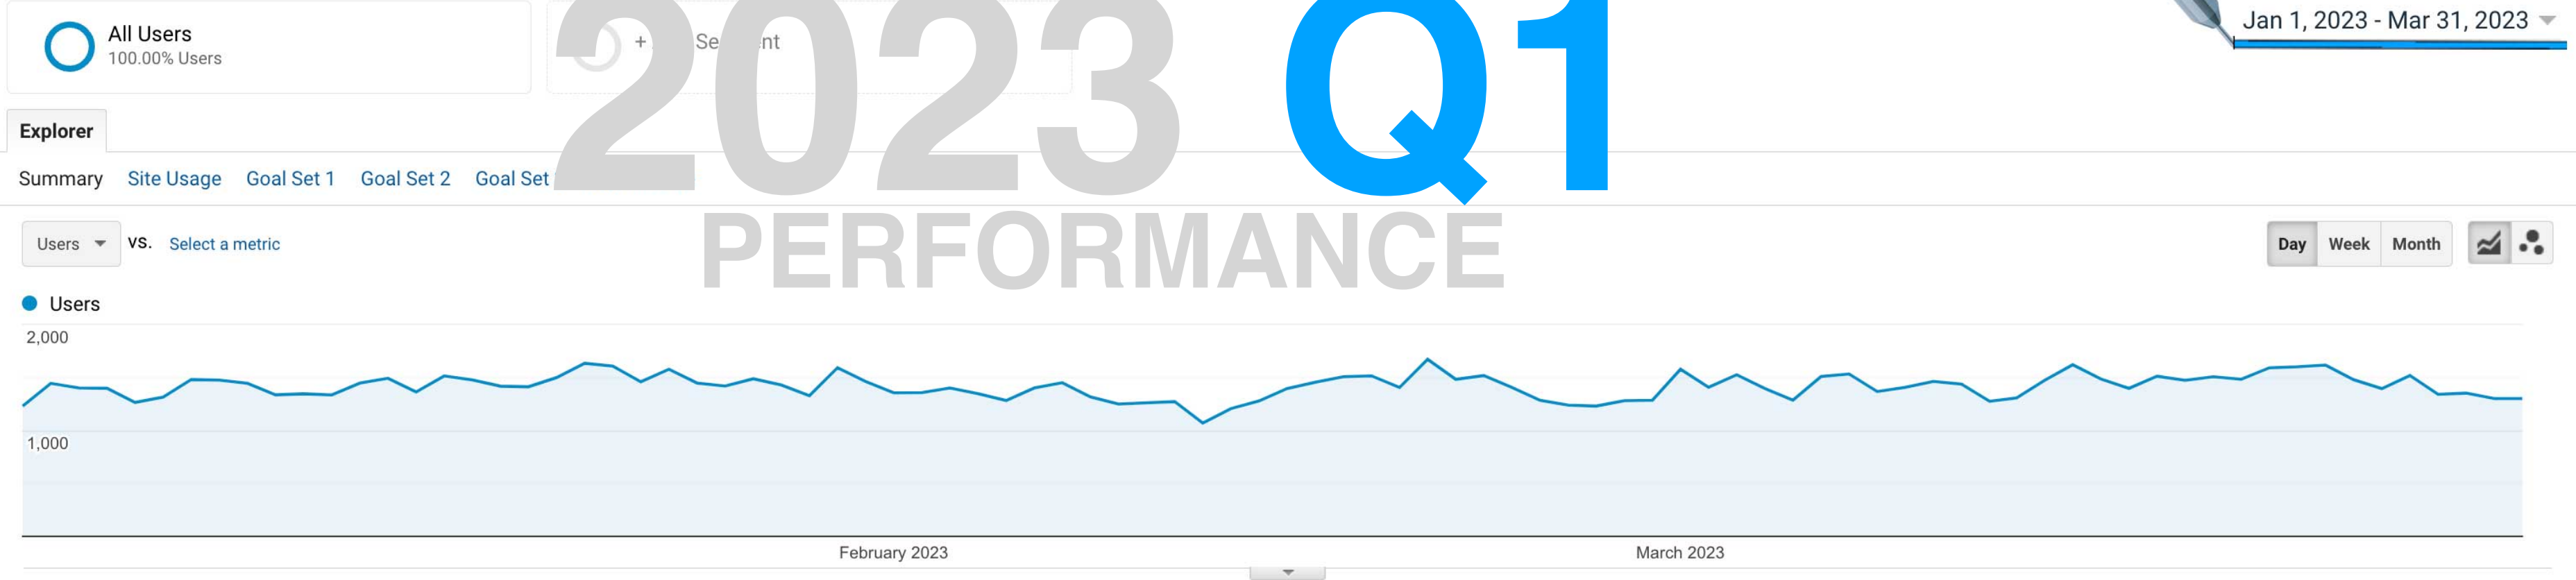 All Users
100.00% Users
+ Se nt
2023 Q1
PERFORMANCE
Jan 1, 2023 - Mar 31, 2023
Explorer
Summary Site Usage Goal Set 1 Goal Set 2 Goal Set
Users VS. Select a metric
Day Week Month
Users
2,000
1,000
February 2023 March 2023